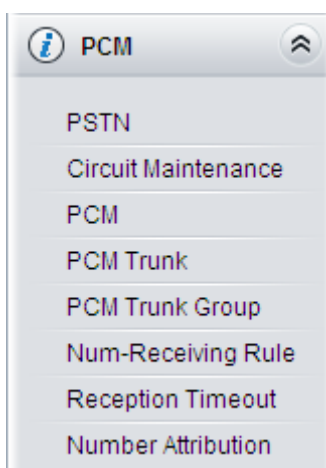 PCM
PSTN
Circuit Maintenance
PCM
PCM Trunk
PCM Trunk Group
Num-Receiving Rule
Reception Timeout
Number Attribution